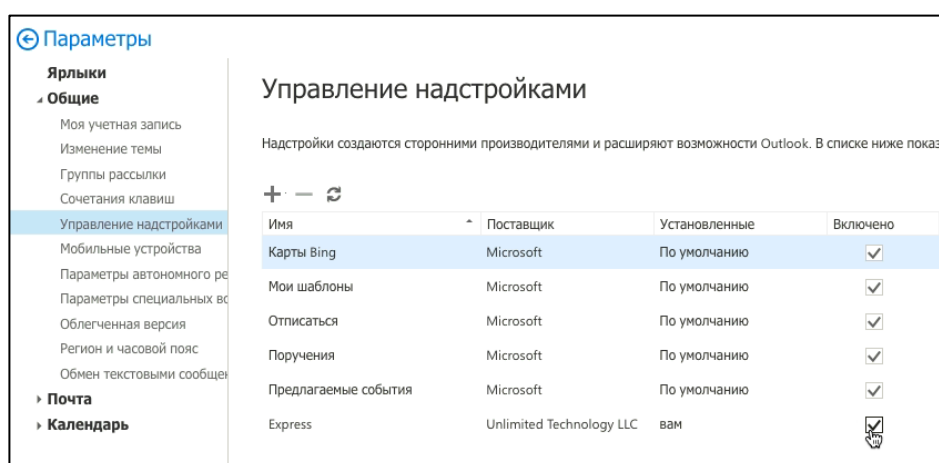 Параметры
Ярлыки
Общие
Моя учетная запись
Изменение темы
Группы рассылки
Сочетания клавиш
Управление надстройками
Мобильные устройства
Параметры автономного ре
Параметры специальных во
Облегченная версия
Регион и часовой пояс
Обмен текстовыми сообщен
Почта
Календарь
Управление надстройками
Надстройки создаются сторонними производителями и расширяют возможности Outlook. В списке ниже показ
Имя Поставщик Установленные Включено
Карты Bing Microsoft По умолчанию
Мои шаблоны Microsoft По умолчанию
Отписаться Microsoft По умолчанию
Поручения Microsoft По умолчанию
Предлагаемые события Microsoft По умолчанию
Express Unlimited Technology LLC вам